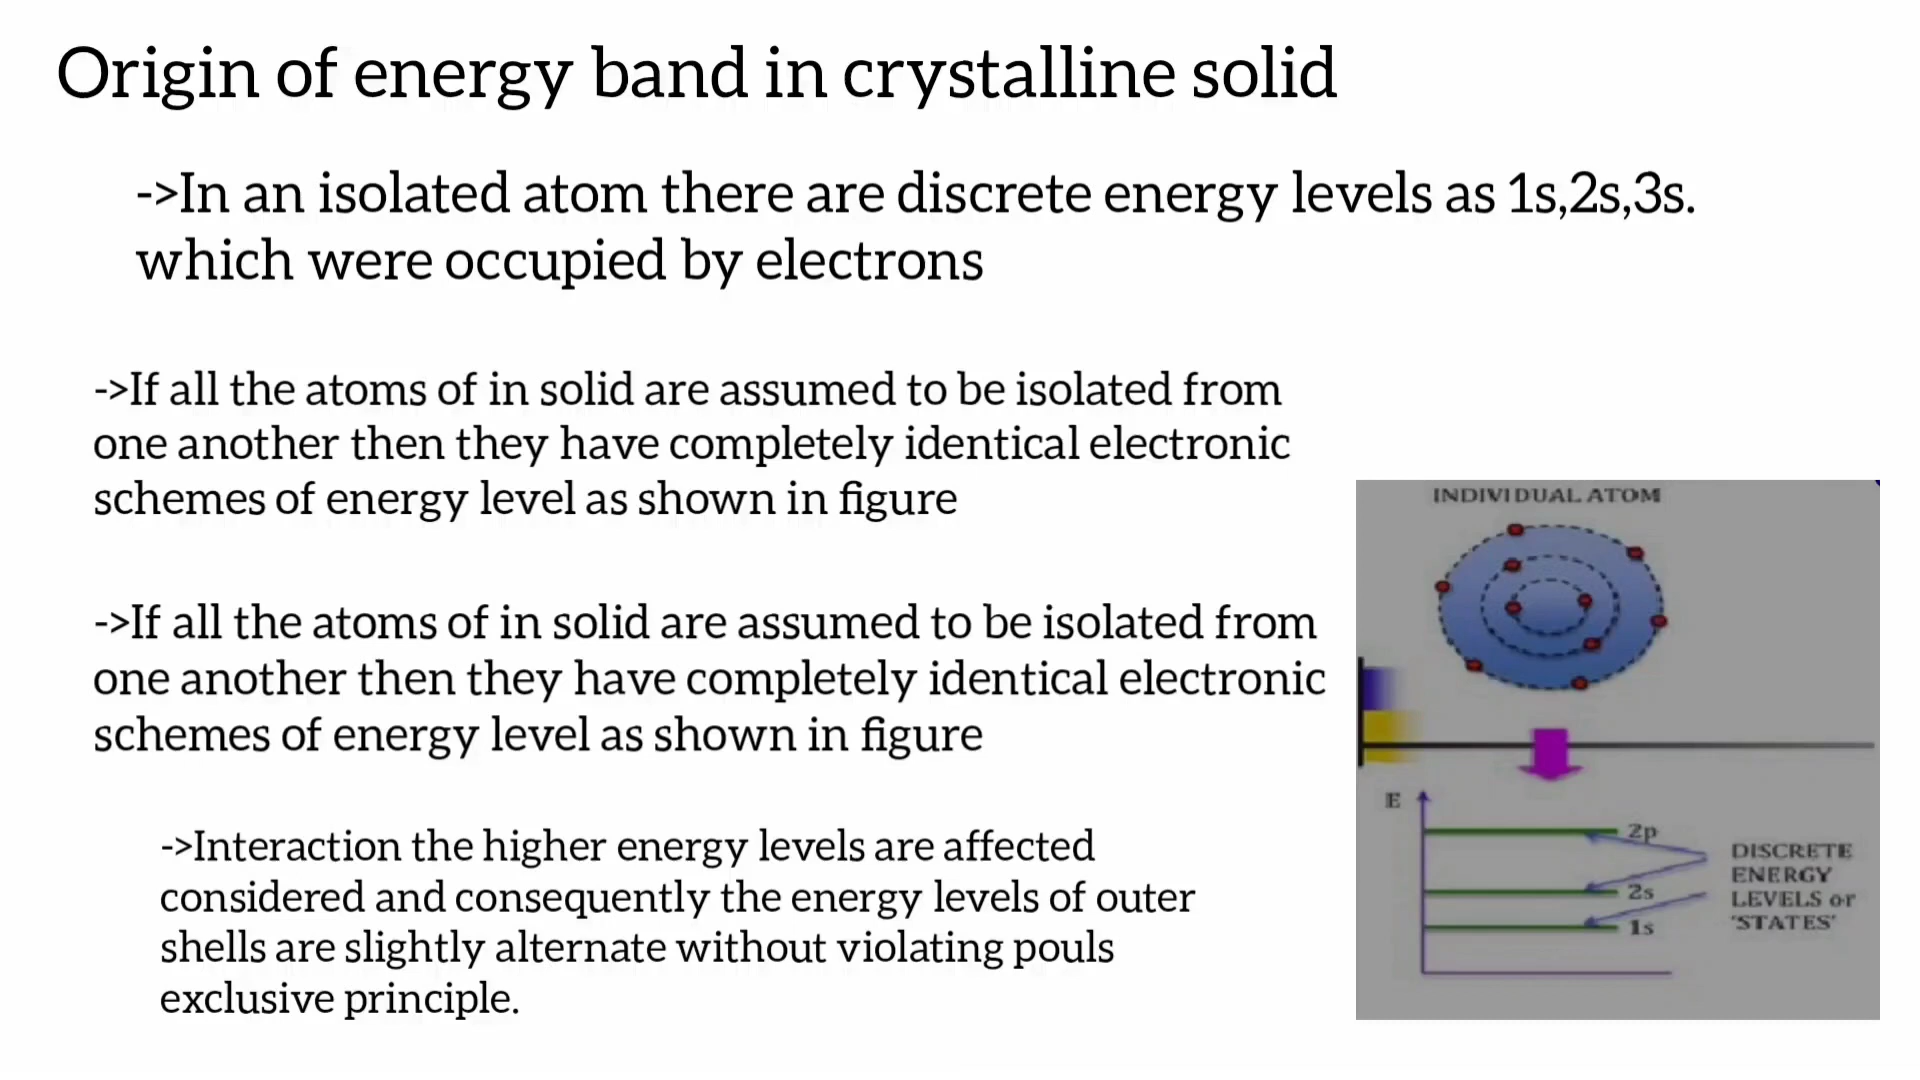 Origin of energy band in crystalline solid
->In an isolated atom there are discrete energy levels as 1s,2s,3s.
which were occupied by electrons
->If all the atoms of in solid are assumed to be isolated from
one another then they have completely identical electronic
schemes of energy level as shown in figure
->If all the atoms of in solid are assumed to be isolated from
one another then they have completely identical electronic
schemes of energy level as shown in figure
->Interaction the higher energy levels are affected
considered and consequently the energy levels of outer
shells are slightly alternate without violating pouls
exclusive principle.
INDIVIDUAL ATOM
E
2p
2s
1s
DISCRETE
ENERGY
LEVELS or
'STATES'